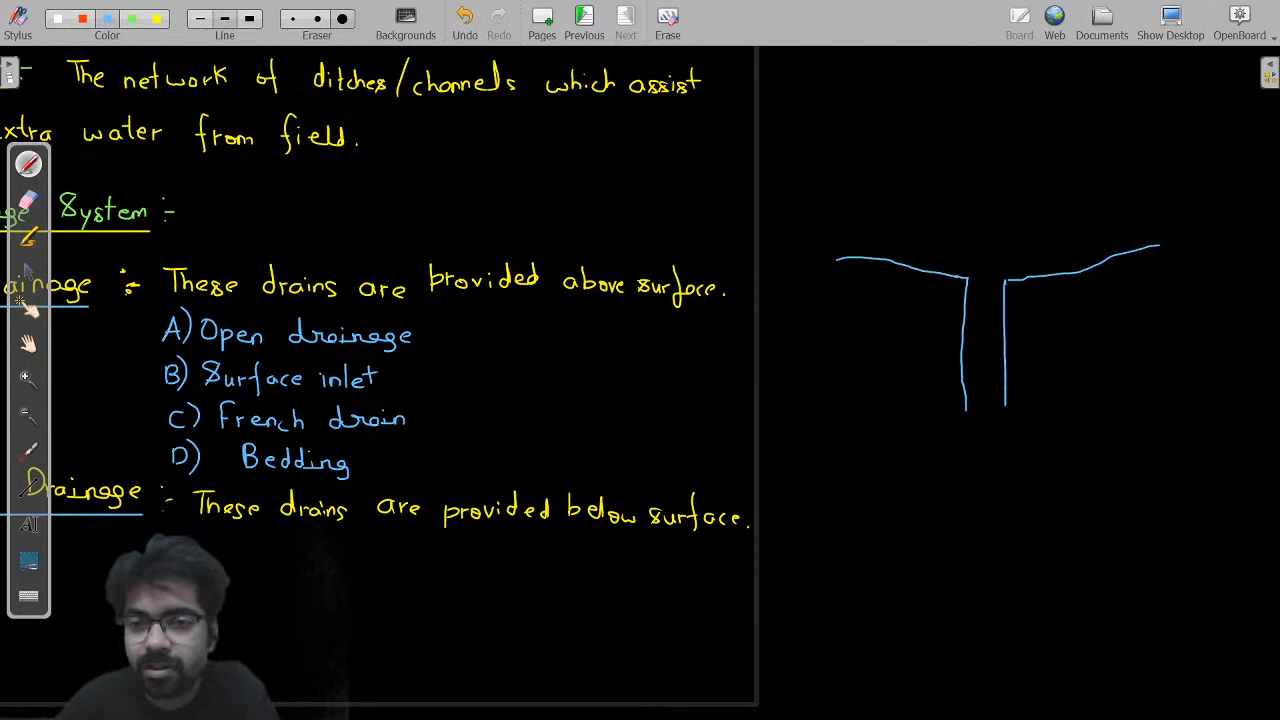 Stylus
Color
Line
Eraser
Backgrounds
Undo
Redo
Pages
Previous
Next
Erase
Board
Web
Documents
Show Desktop
OpenBoard
:- The network of ditches/channels which assist
extra water from field.
System :-
:- These drains are provided above surface.
A) Open drainage
B) Surface inlet
C) French drain
D) Bedding
Drainage :- These drains are provided below surface.
AI